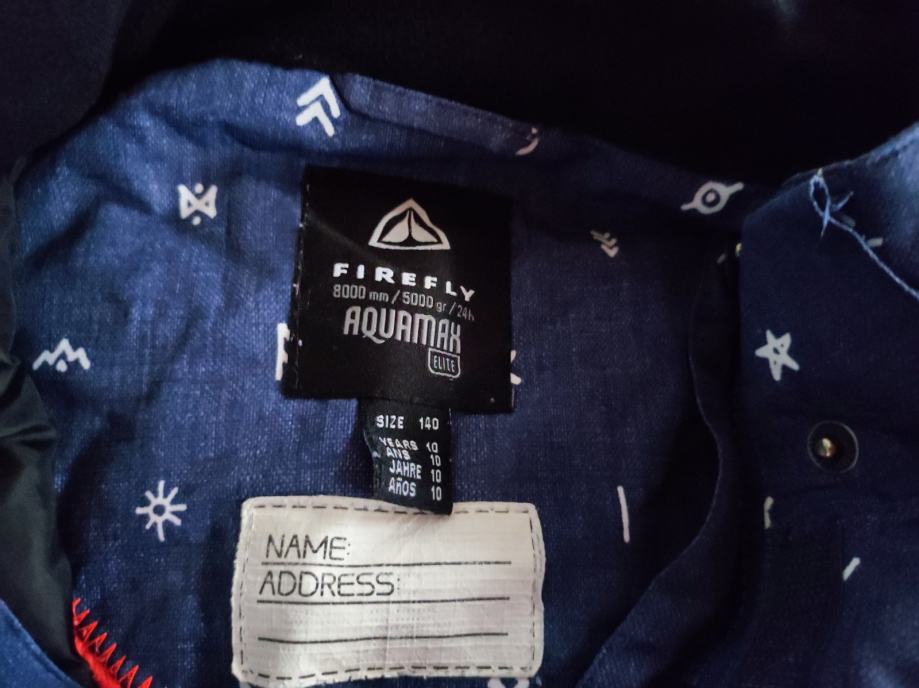 FIREFLY
8000 mm / 5000 gr / 24h
AQUAMAX
ELITE
SIZE 140
YEARS 10
ANS 10
JAHRE 10
AÑOS 10
NAME:
ADDRESS: